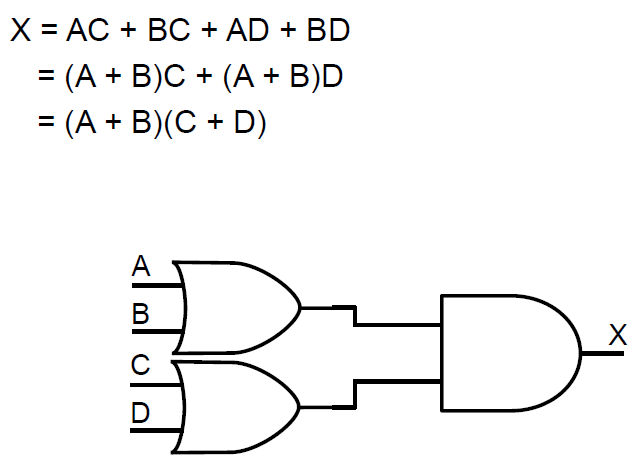 X = AC + BC + AD + BD
= (A + B)C + (A + B)D
= (A + B)(C + D)
A
B
X
C
D